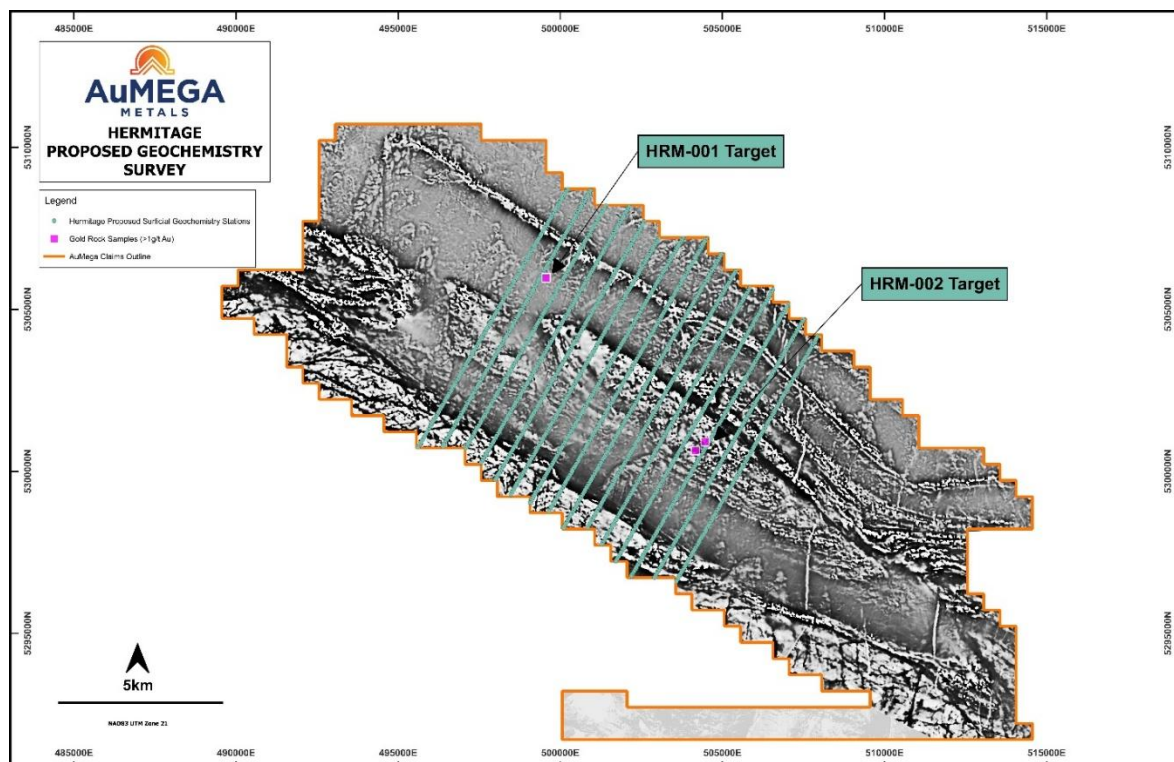 485000E 490000E 495000E 500000E 505000E 510000E 515000E
AuMEGA
METALS
HERMITAGE
PROPOSED GEOCHEMISTRY
SURVEY
Legend
Hermitage Proposed Surficial Geochemistry Stations
Gold Rock Samples (>1g/t Au)
AuMega Claims Outline
HRM-001 Target
HRM-002 Target
5310000N
5305000N
5300000N
5295000N
5310000N
5305000N
5300000N
5295000N
5km
NAD83 UTM Zone 21
485000E 490000E 495000E 500000E 505000E 510000E 515000E